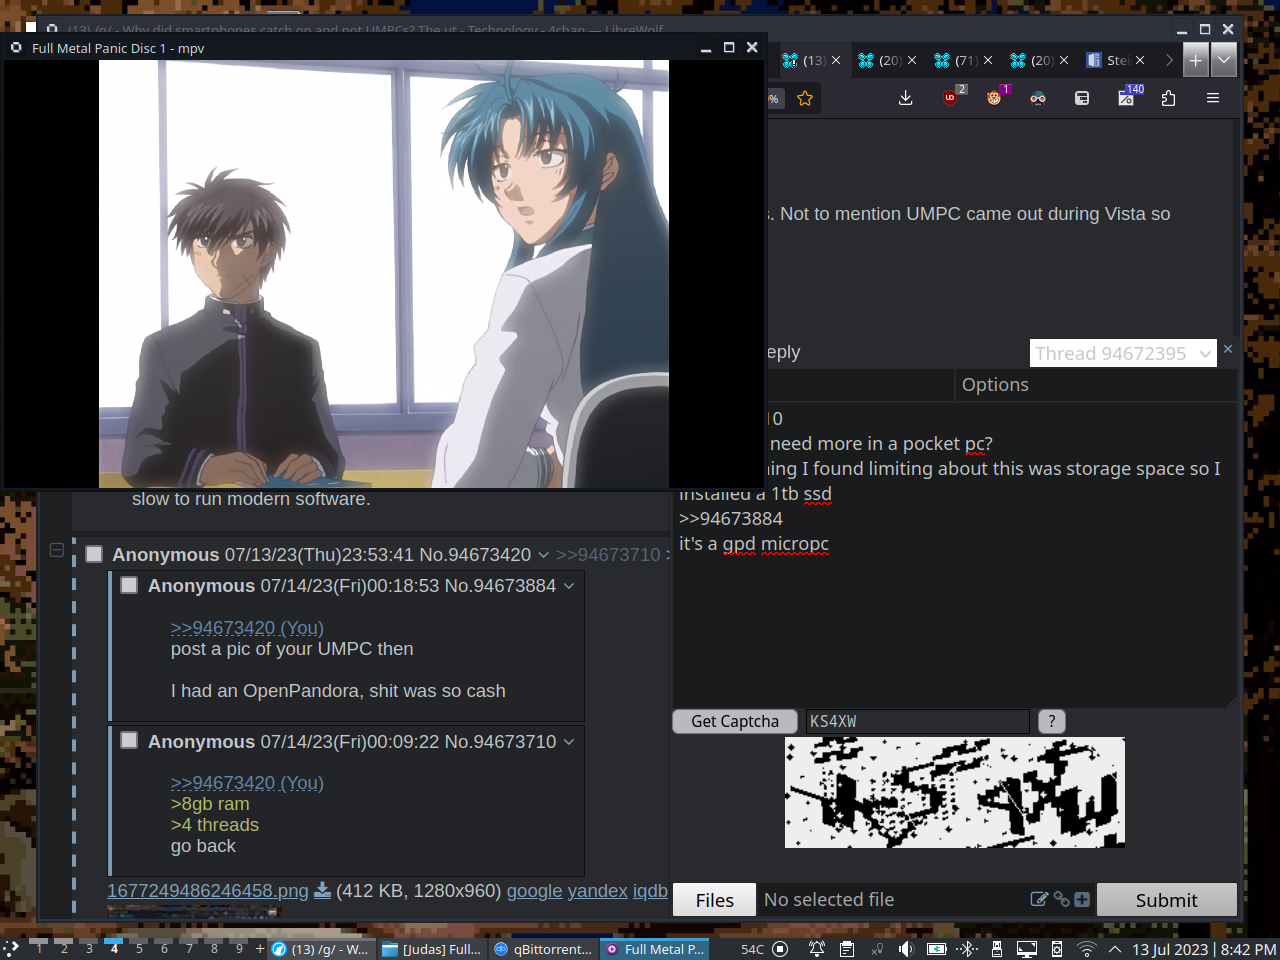 (13) /g/ - Why did smartphones catch on and not UMPCs? The ut - Technology - 4chan — LibreWolf
Full Metal Panic Disc 1 - mpv
(13)
(20)
(71)
(20)
Stei
%
2
1
140
s. Not to mention UMPC came out during Vista so
eply
Thread 94672395
Options
10
need more in a pocket pc?
ing I found limiting about this was storage space so I
installed a 1tb ssd
>>94673884
it's a gpd micropc
slow to run modern software.
Anonymous 07/13/23(Thu)23:53:41 No.94673420 >>94673710
Anonymous 07/14/23(Fri)00:18:53 No.94673884
>>94673420 (You)
post a pic of your UMPC then
I had an OpenPandora, shit was so cash
Anonymous 07/14/23(Fri)00:09:22 No.94673710
>>94673420 (You)
>8gb ram
>4 threads
go back
1677249486246458.png (412 KB, 1280x960) google yandex iqdb
Get Captcha
KS4XW
?
Files
No selected file
Submit
1 2 3 4 5 6 7 8 9 +
(13) /g/ - W...
[Judas] Full...
qBittorrent...
Full Metal P...
54C
13 Jul 2023 | 8:42 PM